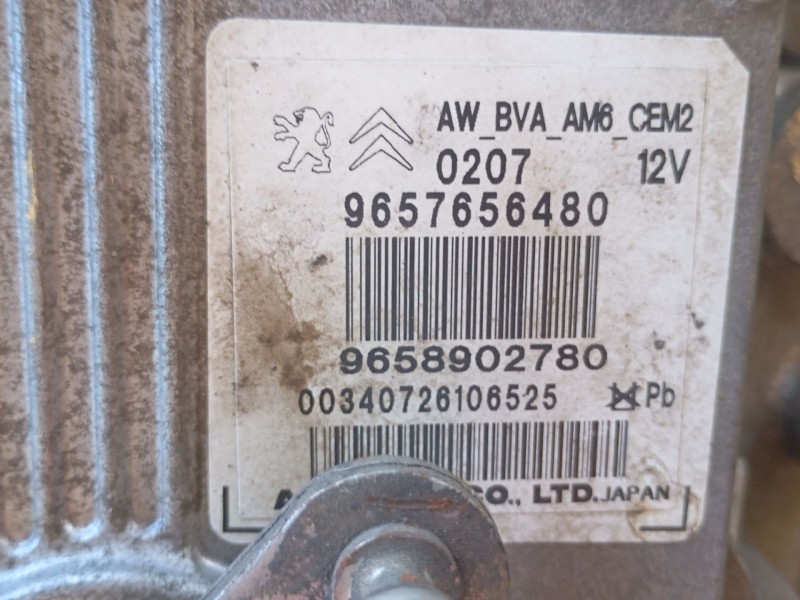 AW_BVA_AM6_CEM2
0207 12V
9657656480
9658902780
00340726106525 Pb
CO., LTD. JAPAN